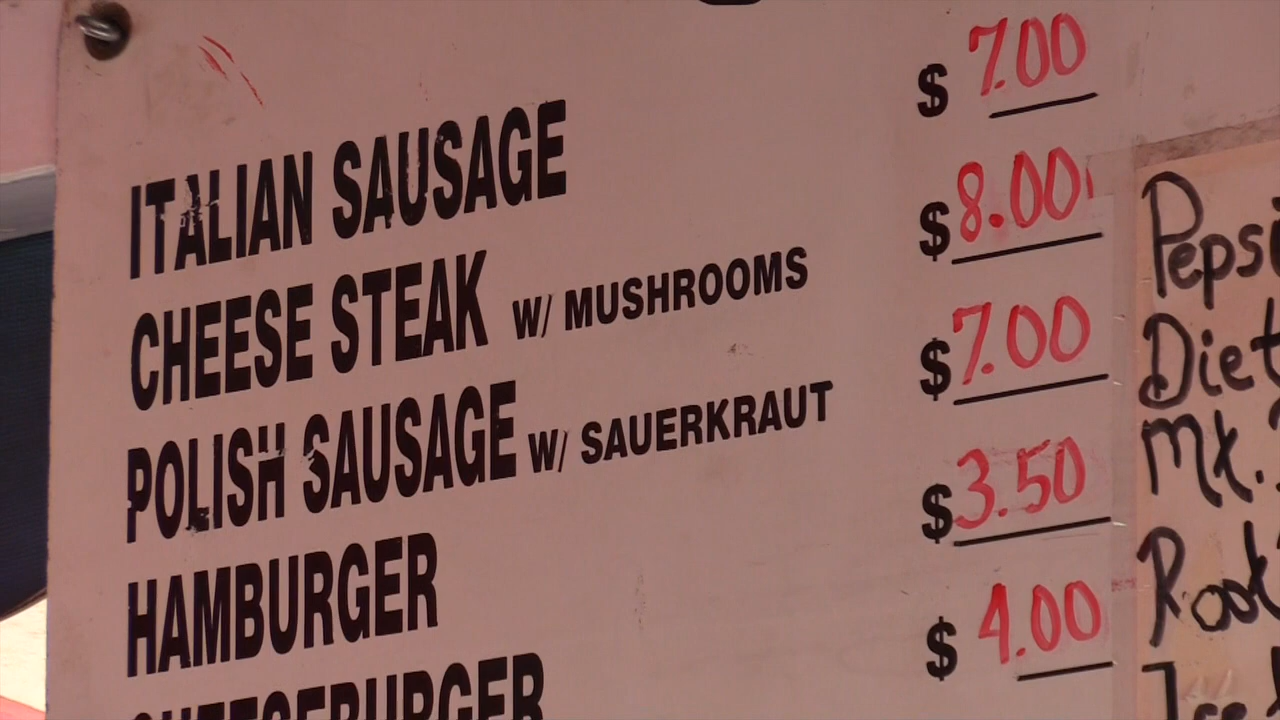 ITALIAN SAUSAGE $ 7.00
CHEESE STEAK W/ MUSHROOMS $ 8.00
POLISH SAUSAGE W/ SAUERKRAUT $ 7.00
HAMBURGER $ 3.50
CHEESEBURGER $ 4.00
Pepsi
Diet
Mt.
Root